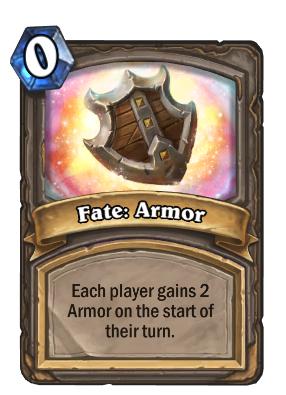 0
Fate: Armor
Each player gains 2
Armor on the start of
their turn.